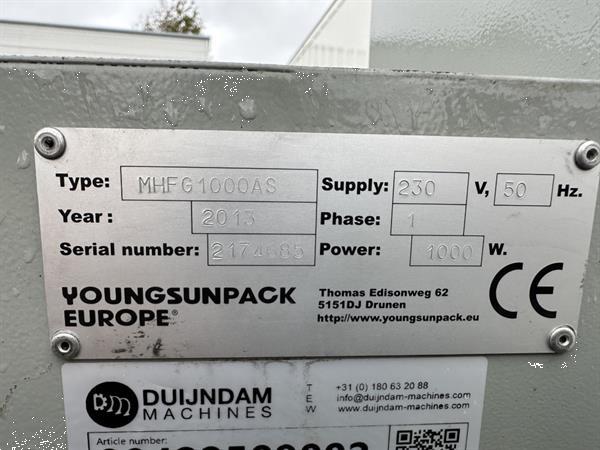 Type: MHFG1000AS Supply: 230 V, 50 Hz.
Year: 2013 Phase: 1
Serial number: 2174685 Power: 1000 W.
YOUNGSUNPACK
EUROPE®
Thomas Edisonweg 62
5151DJ Drunen
http://www.youngsunpack.eu
CE
DUIJNDAM
MACHINES
T +31 (0) 180 63 20 88
E info@duijndam-machines.com
W www.duijndam-machines.com
Article number: